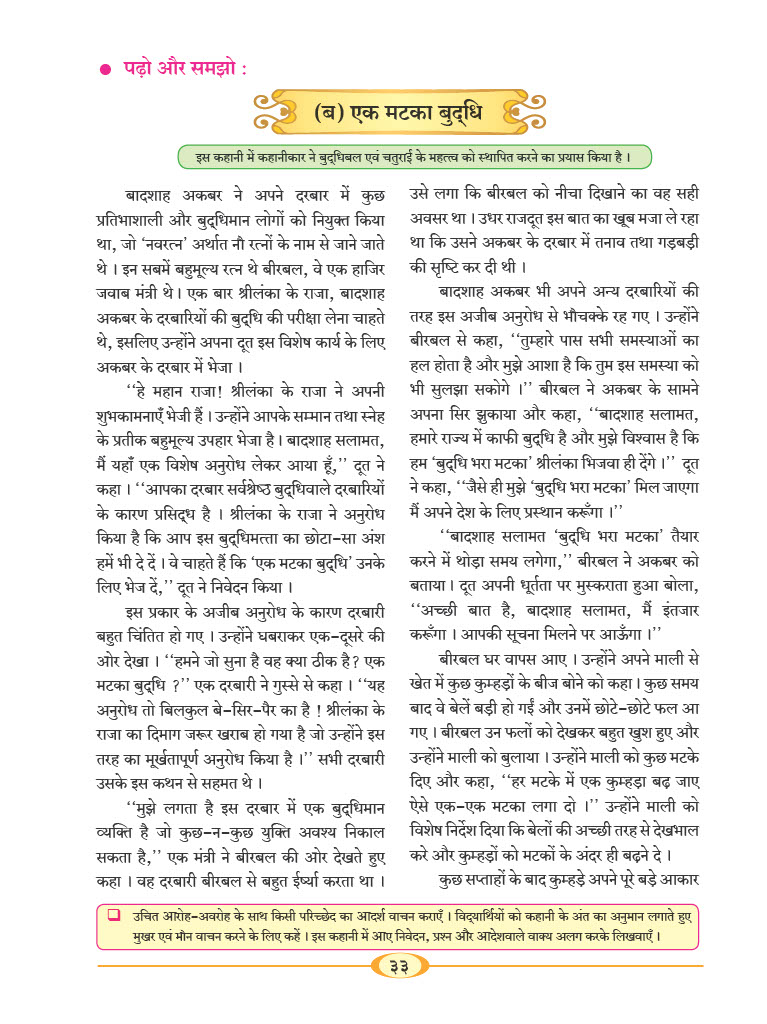 ● पढ़ो और समझो :
(ब) एक मटका बुद्‌धि
इस कहानी में कहानीकार ने बुद्‌धिबल एवं चतुराई के महत्त्व को स्थापित करने का प्रयास किया है ।
बादशाह अकबर ने अपने दरबार में कुछ
प्रतिभाशाली और बुद्‌धिमान लोगों को नियुक्त किया
था, जो ‘नवरत्न’ अर्थात नौ रत्नों के नाम से जाने जाते
थे । इन सबमें बहुमूल्य रत्न थे बीरबल, वे एक हाजिर
जवाब मंत्री थे । एक बार श्रीलंका के राजा, बादशाह
अकबर के दरबारियों की बुद्‌धि की परीक्षा लेना चाहते
थे, इसलिए उन्होंने अपना दूत इस विशेष कार्य के लिए
अकबर के दरबार में भेजा ।
‘‘हे महान राजा! श्रीलंका के राजा ने अपनी
शुभकामनाएँ भेजी हैं । उन्होंने आपके सम्मान तथा स्नेह
के प्रतीक बहुमूल्य उपहार भेजा है । बादशाह सलामत,
मैं यहाँ एक विशेष अनुरोध लेकर आया हूँ,’’ दूत ने
कहा । ‘‘आपका दरबार सर्वश्रेष्ठ बुद्‌धिवाले दरबारियों
के कारण प्रसिद्‌ध है । श्रीलंका के राजा ने अनुरोध
किया है कि आप इस बुद्‌धिमत्ता का छोटा-सा अंश
हमें भी दे दें । वे चाहते हैं कि ‘एक मटका बुद्‌धि’ उनके
लिए भेज दें,’’ दूत ने निवेदन किया ।
इस प्रकार के अजीब अनुरोध के कारण दरबारी
बहुत चिंतित हो गए । उन्होंने घबराकर एक-दूसरे की
ओर देखा । ‘‘हमने जो सुना है वह क्या ठीक है? एक
मटका बुद्‌धि ?’’ एक दरबारी ने गुस्से से कहा । ‘‘यह
अनुरोध तो बिलकुल बे-सिर-पैर का है ! श्रीलंका के
राजा का दिमाग जरूर खराब हो गया है जो उन्होंने इस
तरह का मूर्खतापूर्ण अनुरोध किया है ।’’ सभी दरबारी
उसके इस कथन से सहमत थे ।
‘‘मुझे लगता है इस दरबार में एक बुद्‌धिमान
व्यक्ति है जो कुछ-न-कुछ युक्ति अवश्य निकाल
सकता है,’’ एक मंत्री ने बीरबल की ओर देखते हुए
कहा । वह दरबारी बीरबल से बहुत ईर्ष्या करता था ।
उसे लगा कि बीरबल को नीचा दिखाने का वह सही
अवसर था । उधर राजदूत इस बात का खूब मजा ले रहा
था कि उसने अकबर के दरबार में तनाव तथा गड़बड़ी
की सृष्टि कर दी थी ।
बादशाह अकबर भी अपने अन्य दरबारियों की
तरह इस अजीब अनुरोध से भौचक्के रह गए । उन्होंने
बीरबल से कहा, ‘‘तुम्हारे पास सभी समस्याओं का
हल होता है और मुझे आशा है कि तुम इस समस्या को
भी सुलझा सकोगे ।’’ बीरबल ने अकबर के सामने
अपना सिर झुकाया और कहा, ‘‘बादशाह सलामत,
हमारे राज्य में काफी बुद्‌धि है और मुझे विश्वास है कि
हम ‘बुद्‌धि भरा मटका’ श्रीलंका भिजवा ही देंगे ।’’ दूत
ने कहा, ‘‘जैसे ही मुझे ‘बुद्‌धि भरा मटका’ मिल जाएगा
मैं अपने देश के लिए प्रस्थान करूँगा ।’’
‘‘बादशाह सलामत ‘बुद्‌धि भरा मटका’ तैयार
करने में थोड़ा समय लगेगा,’’ बीरबल ने अकबर को
बताया । दूत अपनी धूर्तता पर मुस्कराता हुआ बोला,
‘‘अच्छी बात है, बादशाह सलामत, मैं इंतजार
करूँगा । आपकी सूचना मिलने पर आऊँगा ।’’
बीरबल घर वापस आए । उन्होंने अपने माली से
खेत में कुछ कुम्हड़ों के बीज बोने को कहा । कुछ समय
बाद वे बेलें बड़ी हो गईं और उनमें छोटे-छोटे फल आ
गए । बीरबल उन फलों को देखकर बहुत खुश हुए और
उन्होंने माली को बुलाया । उन्होंने माली को कुछ मटके
दिए और कहा, ‘‘हर मटके में एक कुम्हड़ा बढ़ जाए
ऐसे एक-एक मटका लगा दो ।’’ उन्होंने माली को
विशेष निर्देश दिया कि बेलों की अच्छी तरह से देखभाल
करे और कुम्हड़ों को मटकों के अंदर ही बढ़ने दे ।
कुछ सप्ताहों के बाद कुम्हड़े अपने पूरे बड़े आकार
❑ उचित आरोह-अवरोह के साथ किसी परिच्छेद का आदर्श वाचन कराएँ । विद्‌यार्थियों को कहानी के अंत का अनुमान लगाते हुए
मुखर एवं मौन वाचन करने के लिए कहें । इस कहानी में आए निवेदन, प्रश्न और आदेशवाले वाक्य अलग करके लिखवाएँ ।
३३